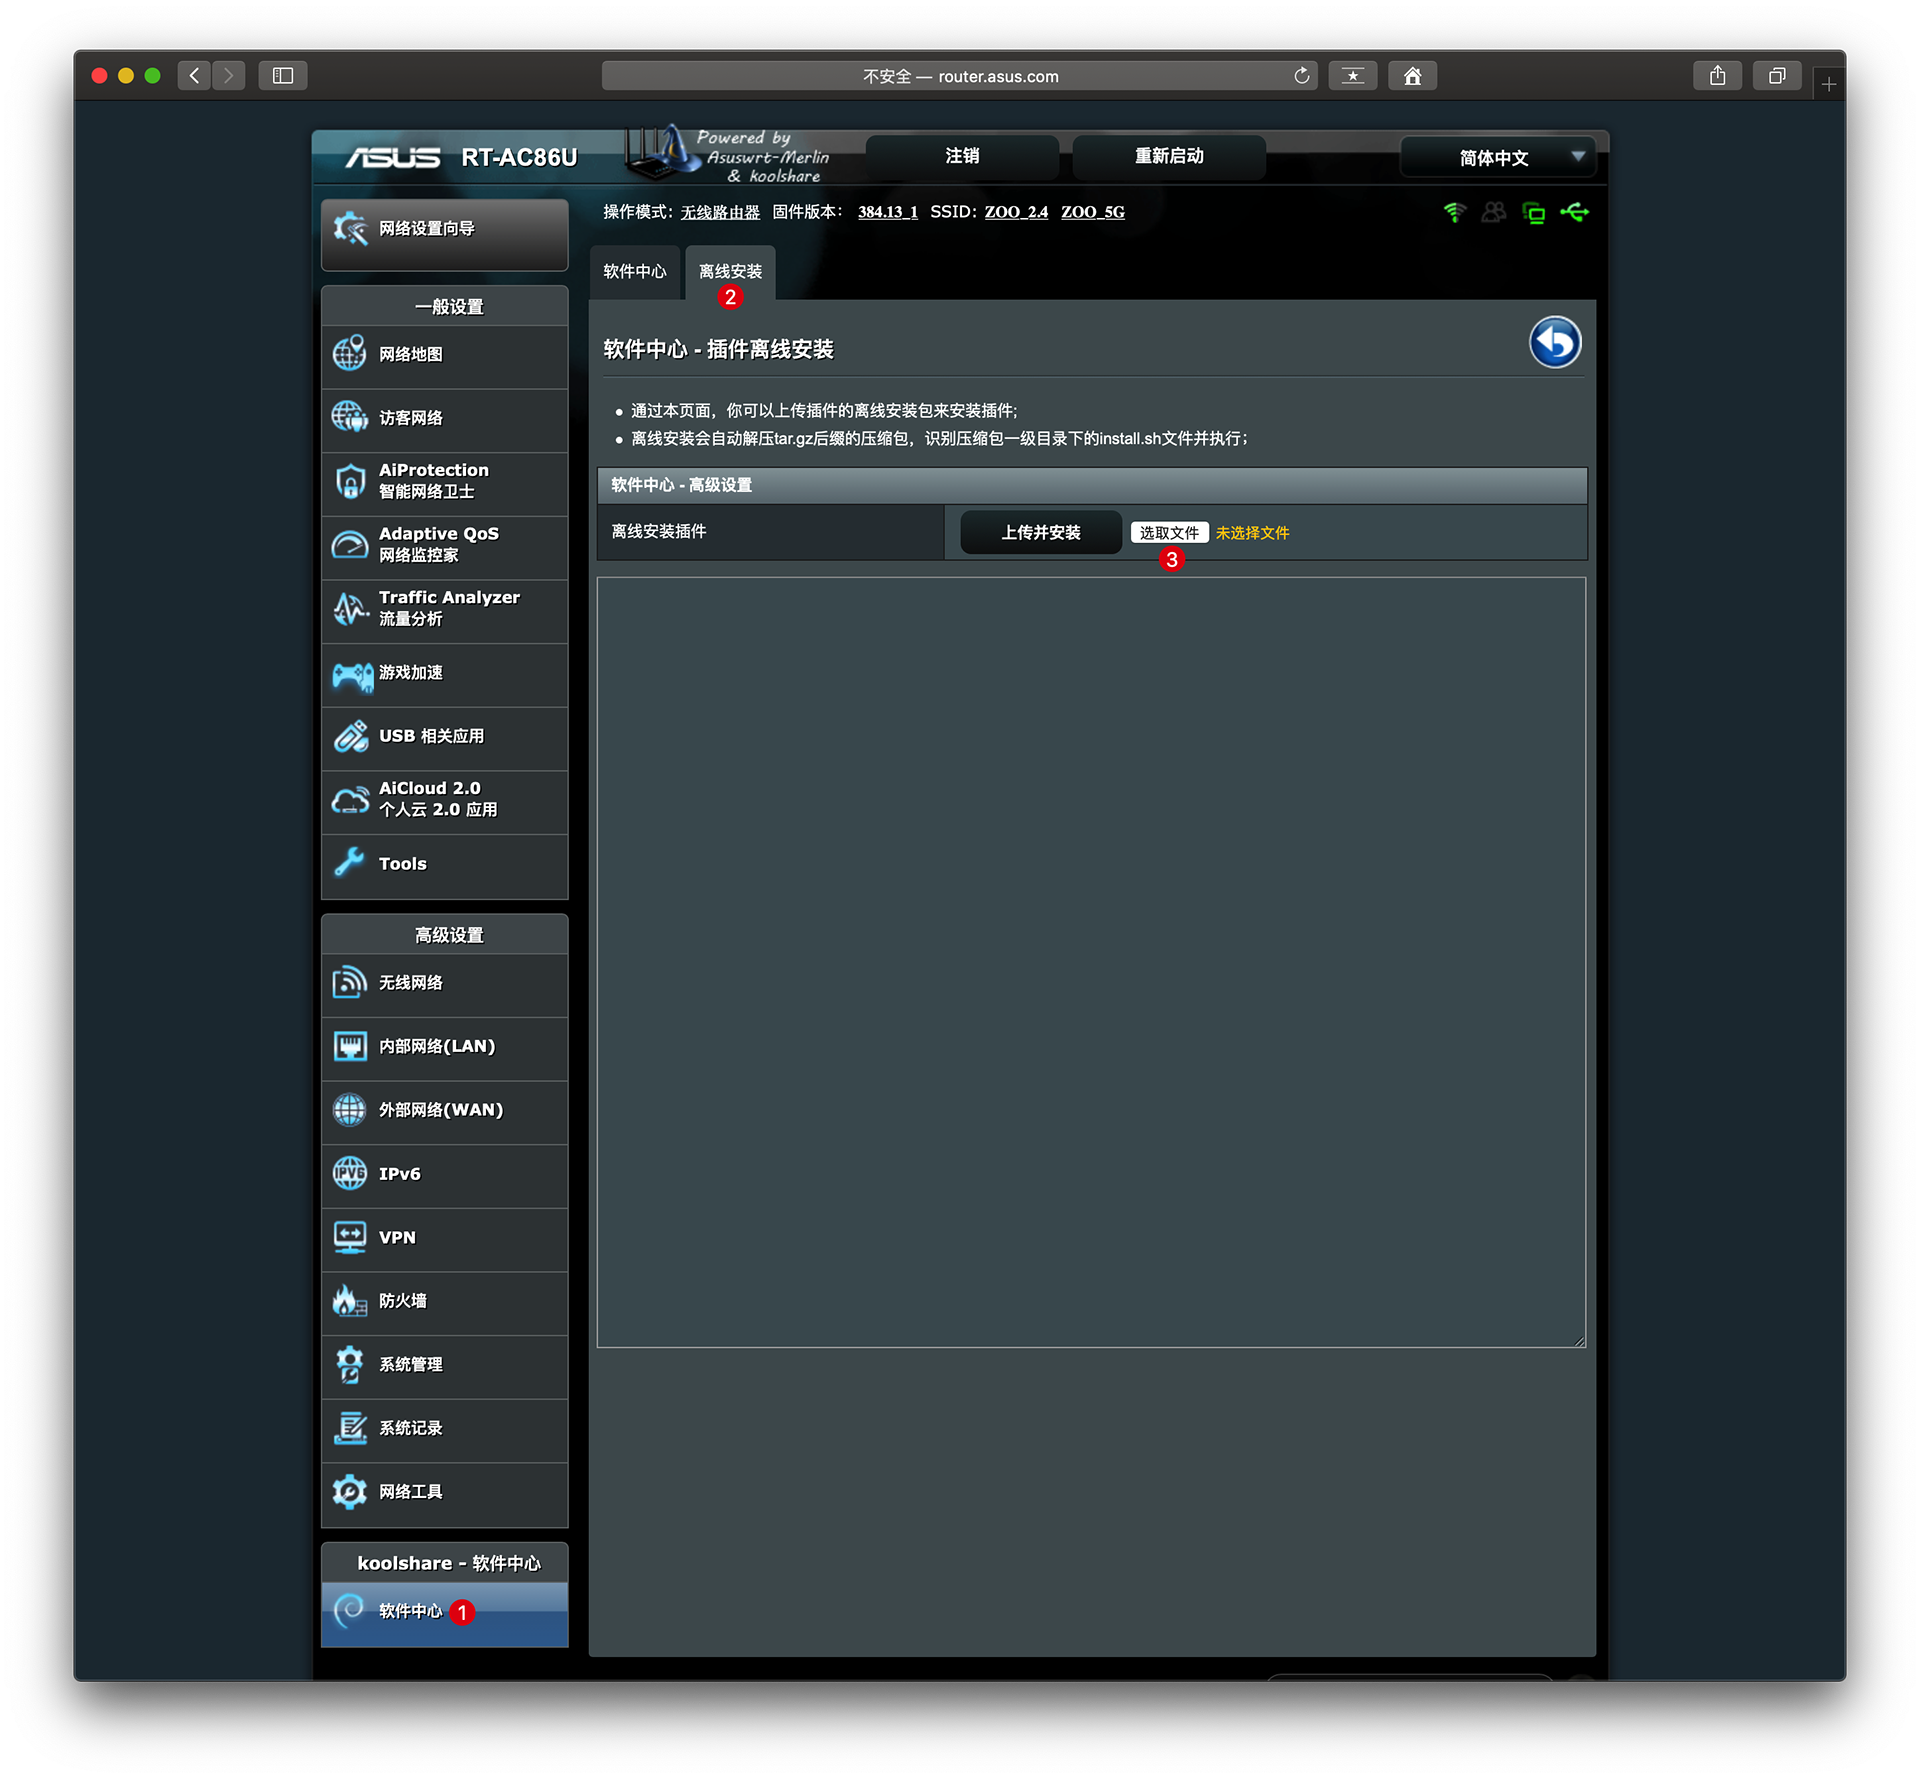 不安全 — router.asus.com
ASUS RT-AC86U
Powered by
Asuswrt-Merlin
& koolshare
注销
重新启动
简体中文
操作模式: 无线路由器 固件版本: 384.13_1 SSID: ZOO_2.4 ZOO_5G
网络设置向导
一般设置
网络地图
访客网络
AiProtection
智能网络卫士
Adaptive QoS
网络监控家
Traffic Analyzer
流量分析
游戏加速
USB 相关应用
AiCloud 2.0
个人云 2.0 应用
Tools
高级设置
无线网络
内部网络(LAN)
外部网络(WAN)
IPV6
IPv6
VPN
防火墙
系统管理
系统记录
网络工具
koolshare - 软件中心
软件中心 1
软件中心
离线安装
2
软件中心 - 插件离线安装
通过本页面，你可以上传插件的离线安装包来安装插件;
离线安装会自动解压tar.gz后缀的压缩包，识别压缩包一级目录下的install.sh文件并执行;
软件中心 - 高级设置
离线安装插件
上传并安装
选取文件 未选择文件
3